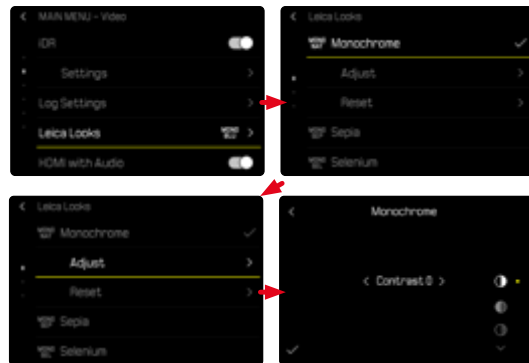 MAIN MENU - Video
iDR
Settings
Log Settings
Leica Looks
HDMI with Audio
Leica Looks
Monochrome
Adjust
Reset
Sepia
Selenium
Leica Looks
Monochrome
Adjust
Reset
Sepia
Selenium
Monochrome
Contrast 0